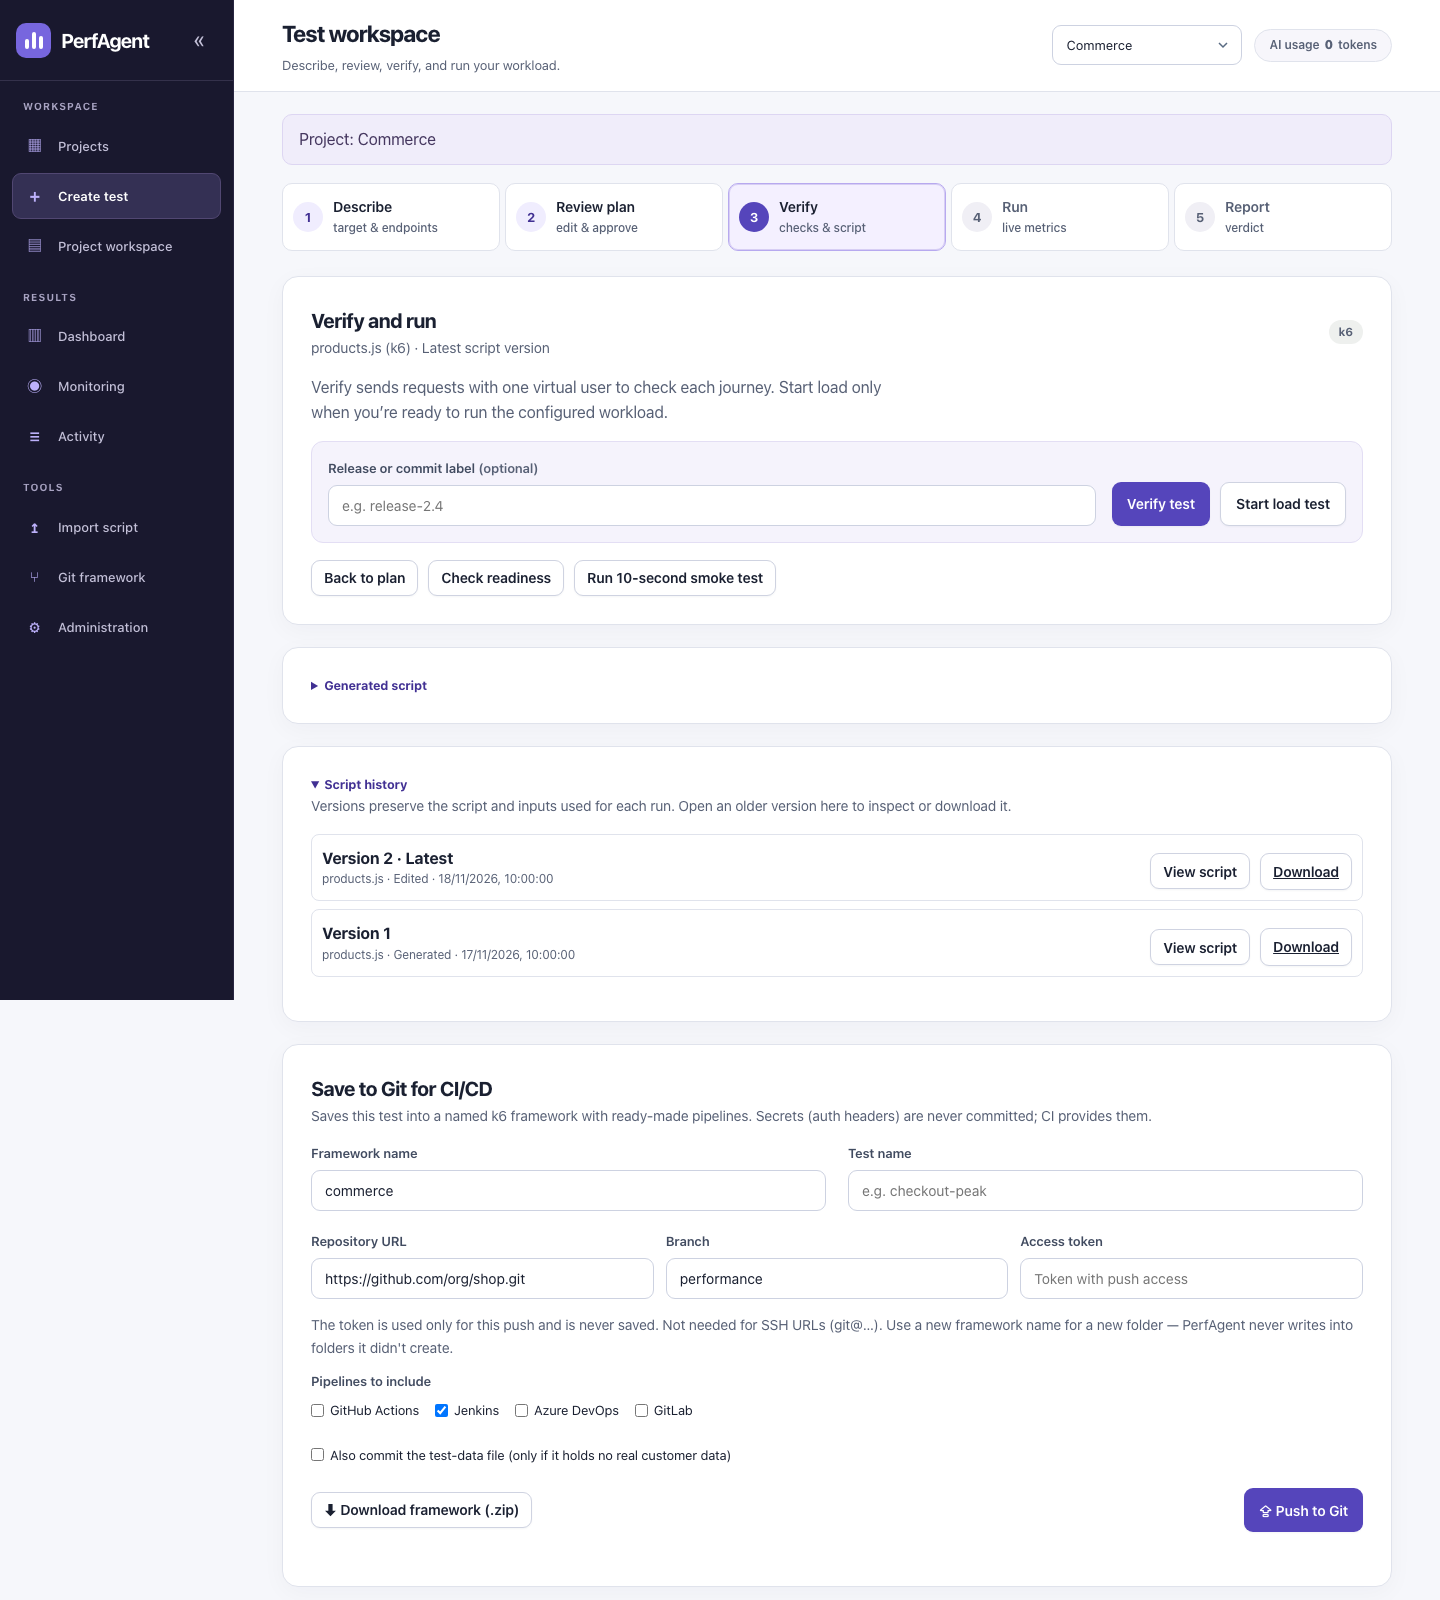 PerfAgent
«
WORKSPACE
Projects
Create test
Project workspace
RESULTS
Dashboard
Monitoring
Activity
TOOLS
Import script
Git framework
Administration
Test workspace
Describe, review, verify, and run your workload.
Commerce
AI usage 0 tokens
Project: Commerce
1 Describe
target & endpoints
2 Review plan
edit & approve
3 Verify
checks & script
4 Run
live metrics
5 Report
verdict
Verify and run
k6
products.js (k6) · Latest script version
Verify sends requests with one virtual user to check each journey. Start load only
when you’re ready to run the configured workload.
Release or commit label (optional)
e.g. release-2.4
Verify test
Start load test
Back to plan
Check readiness
Run 10-second smoke test
Generated script
Script history
Versions preserve the script and inputs used for each run. Open an older version here to inspect or download it.
Version 2 · Latest
products.js · Edited · 18/11/2026, 10:00:00
View script
Download
Version 1
products.js · Generated · 17/11/2026, 10:00:00
View script
Download
Save to Git for CI/CD
Saves this test into a named k6 framework with ready-made pipelines. Secrets (auth headers) are never committed; CI provides them.
Framework name
commerce
Test name
e.g. checkout-peak
Repository URL
https://github.com/org/shop.git
Branch
performance
Access token
Token with push access
The token is used only for this push and is never saved. Not needed for SSH URLs (git@...). Use a new framework name for a new folder — PerfAgent never writes into
folders it didn't create.
Pipelines to include
GitHub Actions
Jenkins
Azure DevOps
GitLab
Also commit the test-data file (only if it holds no real customer data)
⬇ Download framework (.zip)
⇪ Push to Git